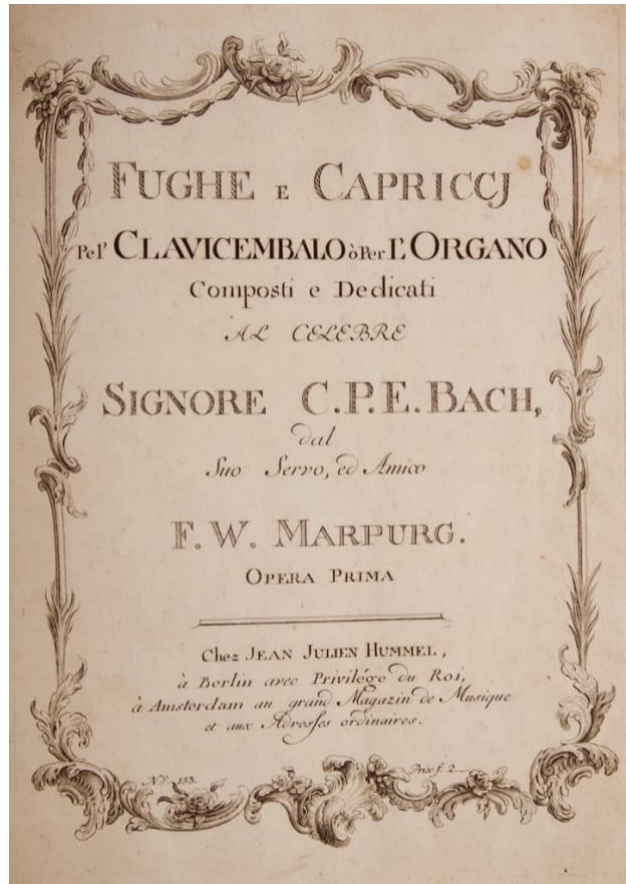 FUGHE E CAPRICCJ
Pel' CLAVICEMBALO ò Per L'ORGANO
Composti e Dedicati
AL CELEBRE
SIGNORE C.P.E. BACH,
dal
Suo Servo, ed Amico
F. W. MARPURG.
OPERA PRIMA
Chez JEAN JULIEN HUMMEL,
à Berlin avec Privilége du Roi,
à Amsterdam au grand Magazin de Musique
et aux Adresses ordinaires.
No. 153. Prix f. 2